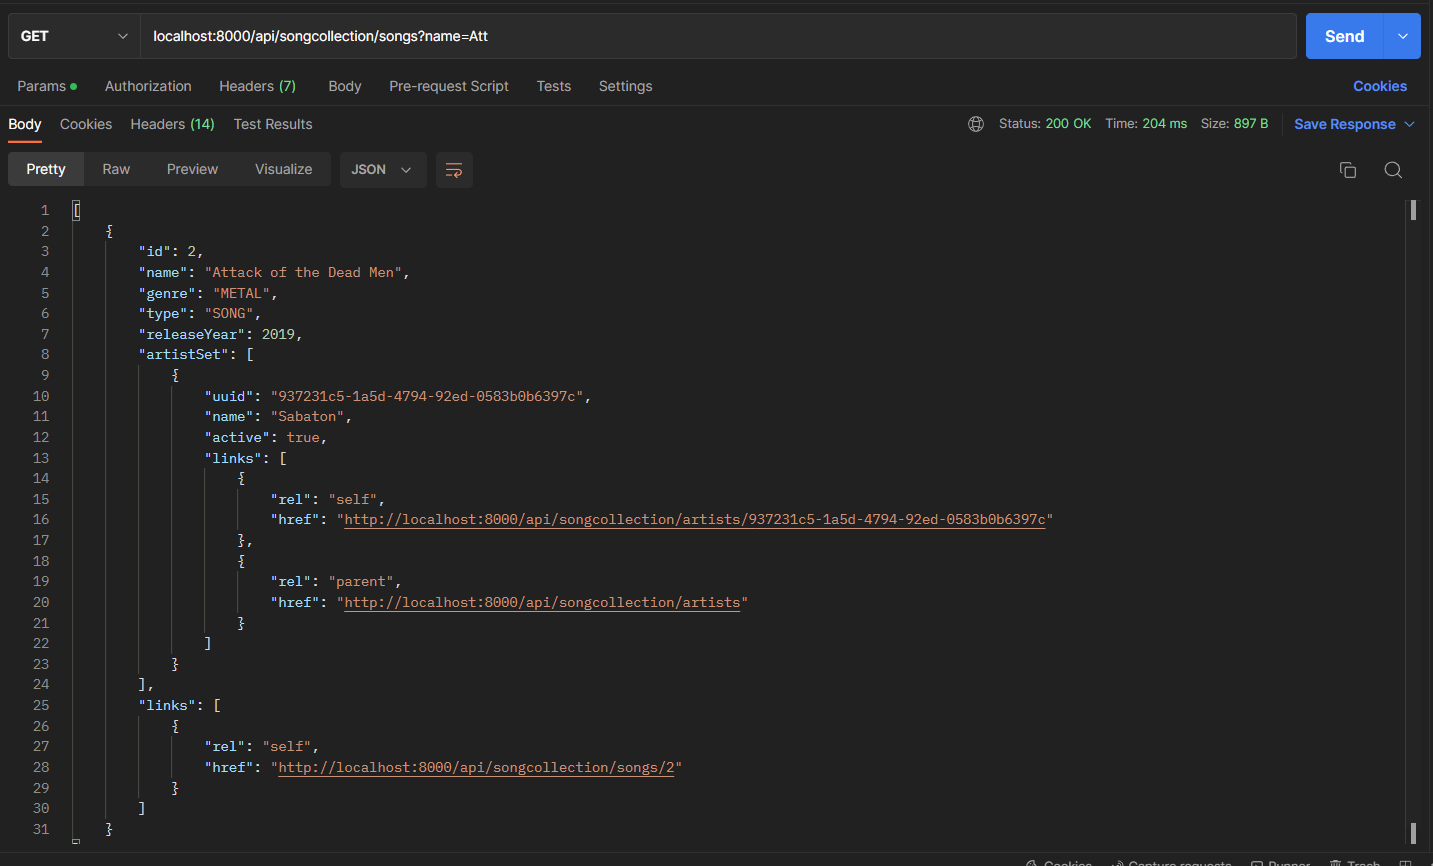 GET localhost:8000/api/songcollection/songs?name=Att Send
Params Authorization Headers (7) Body Pre-request Script Tests Settings Cookies
Body Cookies Headers (14) Test Results Status: 200 OK Time: 204 ms Size: 897 B Save Response
Pretty Raw Preview Visualize JSON
1 [
2 {
3 "id": 2,
4 "name": "Attack of the Dead Men",
5 "genre": "METAL",
6 "type": "SONG",
7 "releaseYear": 2019,
8 "artistSet": [
9 {
10 "uuid": "937231c5-1a5d-4794-92ed-0583b0b6397c",
11 "name": "Sabaton",
12 "active": true,
13 "links": [
14 {
15 "rel": "self",
16 "href": "http://localhost:8000/api/songcollection/artists/937231c5-1a5d-4794-92ed-0583b0b6397c"
17 },
18 {
19 "rel": "parent",
20 "href": "http://localhost:8000/api/songcollection/artists"
21 }
22 ]
23 }
24 ],
25 "links": [
26 {
27 "rel": "self",
28 "href": "http://localhost:8000/api/songcollection/songs/2"
29 }
30 ]
31 }
Cookies Capture requests Runner Trash